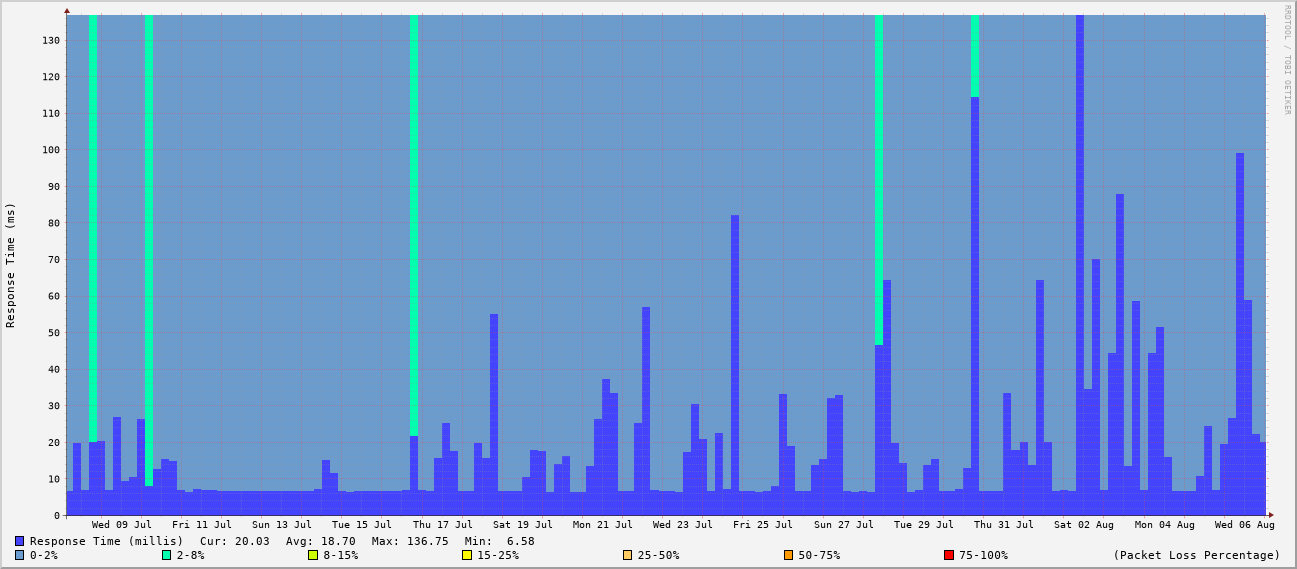 RRDTOOL / TOBI OETIKER
Response Time (ms)
130
120
110
100
90
80
70
60
50
40
30
20
10
0
Wed 09 Jul Fri 11 Jul Sun 13 Jul Tue 15 Jul Thu 17 Jul Sat 19 Jul Mon 21 Jul Wed 23 Jul Fri 25 Jul Sun 27 Jul Tue 29 Jul Thu 31 Jul Sat 02 Aug Mon 04 Aug Wed 06 Aug
Response Time (millis) Cur: 20.03 Avg: 18.70 Max: 136.75 Min: 6.58
0-2% 2-8% 8-15% 15-25% 25-50% 50-75% 75-100% (Packet Loss Percentage)